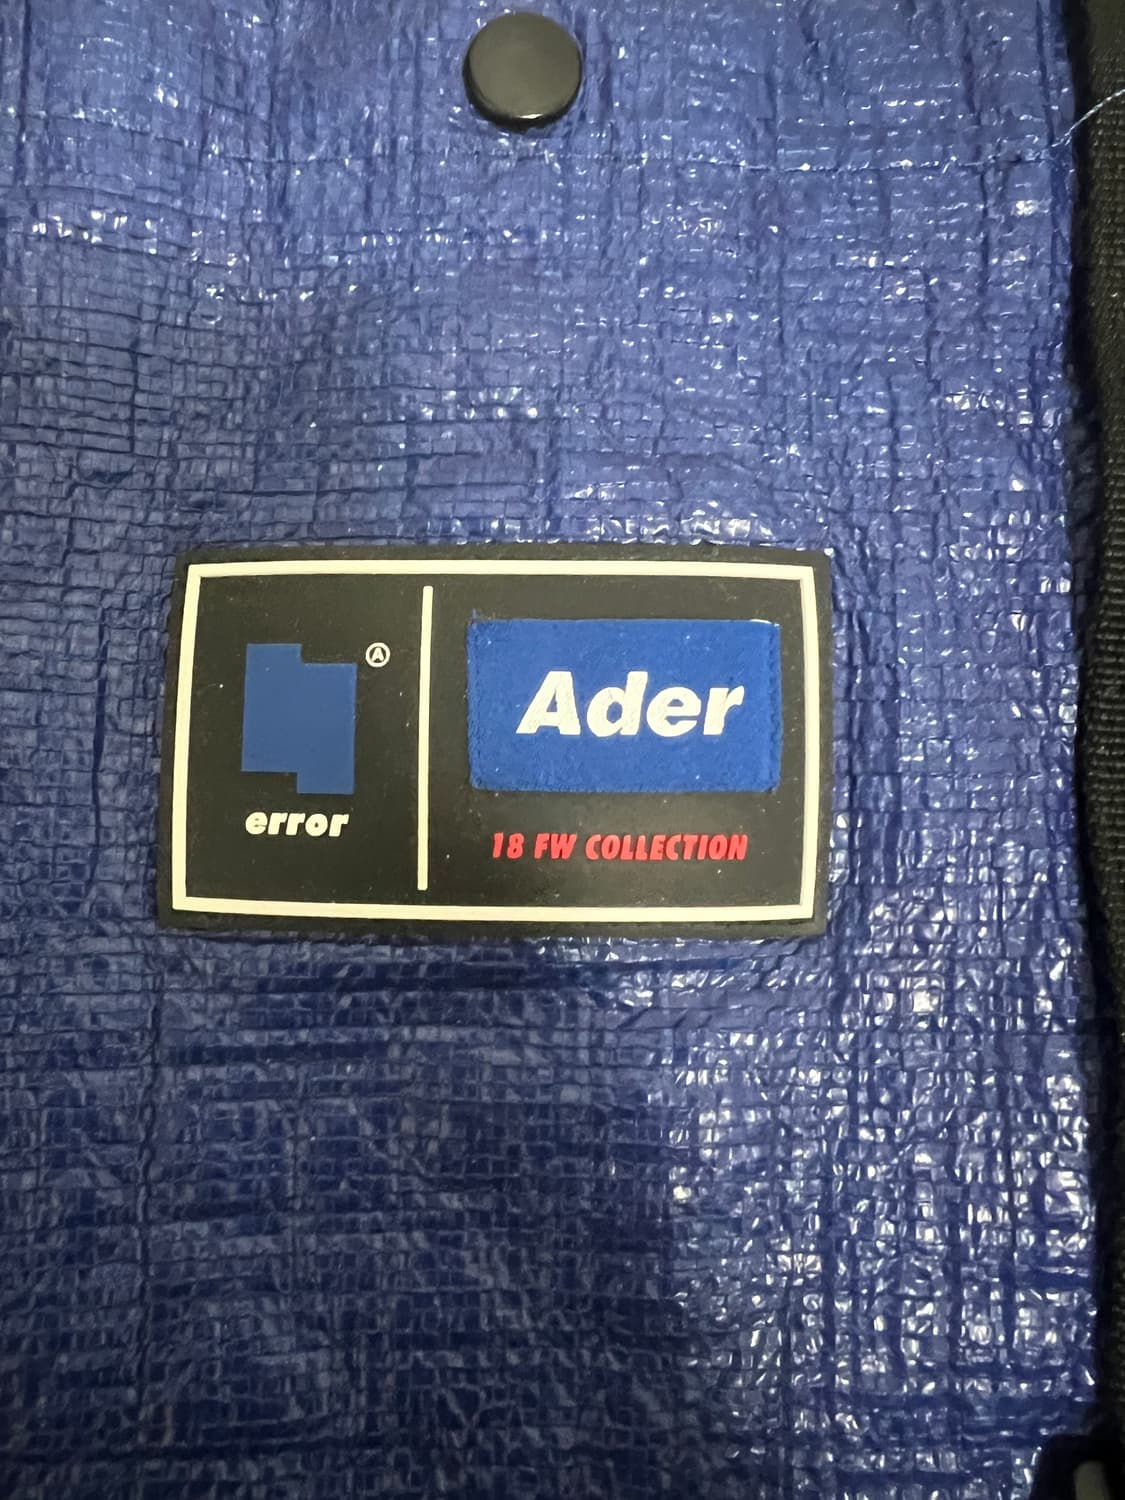 Ⓐ
error
Ader
18 FW COLLECTION